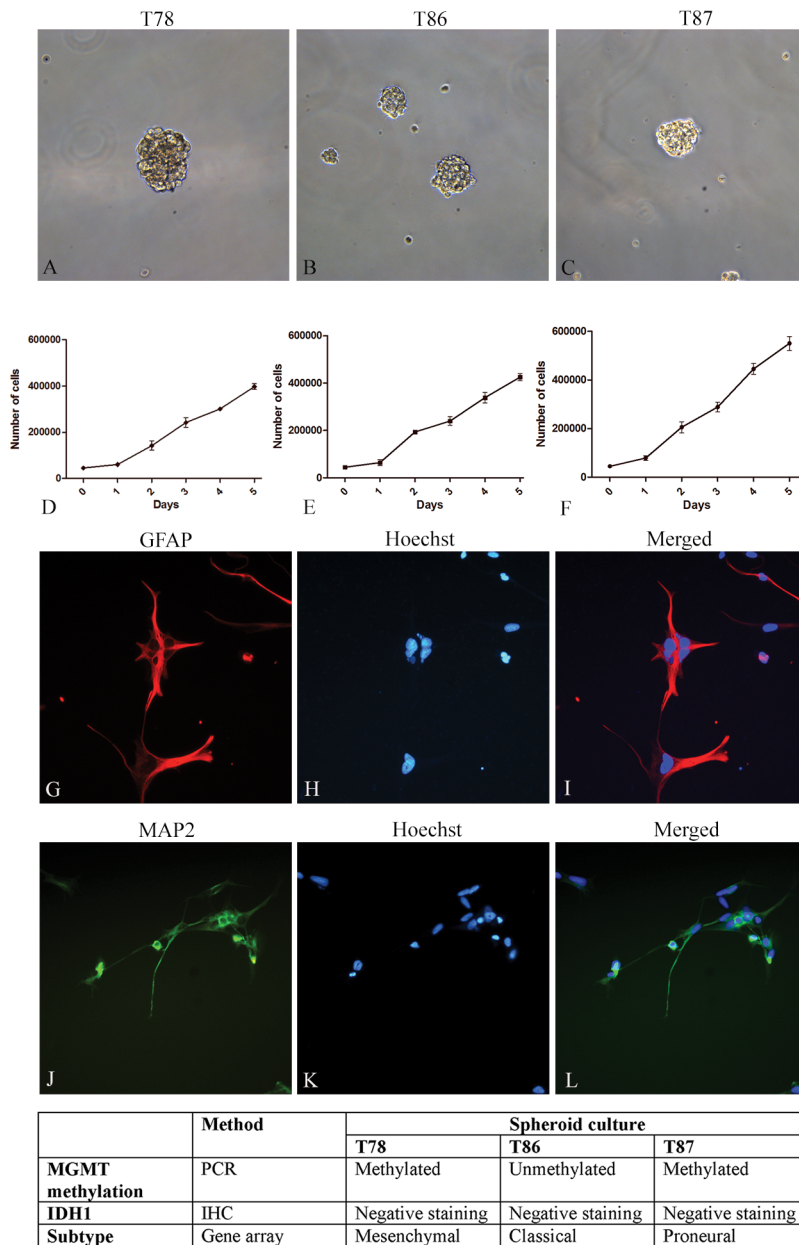 T78 T86 T87
A B C
600000 600000 600000
400000 400000 400000
200000 200000 200000
0 0 0
Number of cells Number of cells Number of cells
0 1 2 3 4 5 0 1 2 3 4 5 0 1 2 3 4 5
Days Days Days
D E F
GFAP Hoechst Merged
G H I
MAP2 Hoechst Merged
J K L
Method Spheroid culture
T78 T86 T87
MGMT methylation PCR Methylated Unmethylated Methylated
IDH1 IHC Negative staining Negative staining Negative staining
Subtype Gene array Mesenchymal Classical Proneural